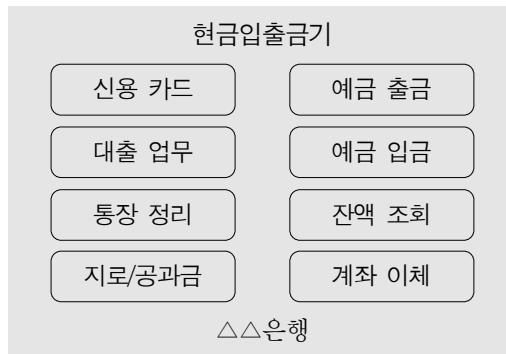 현금입출금기
신용 카드 예금 출금
대출 업무 예금 입금
통장 정리 잔액 조회
지로/공과금 계좌 이체
△△은행